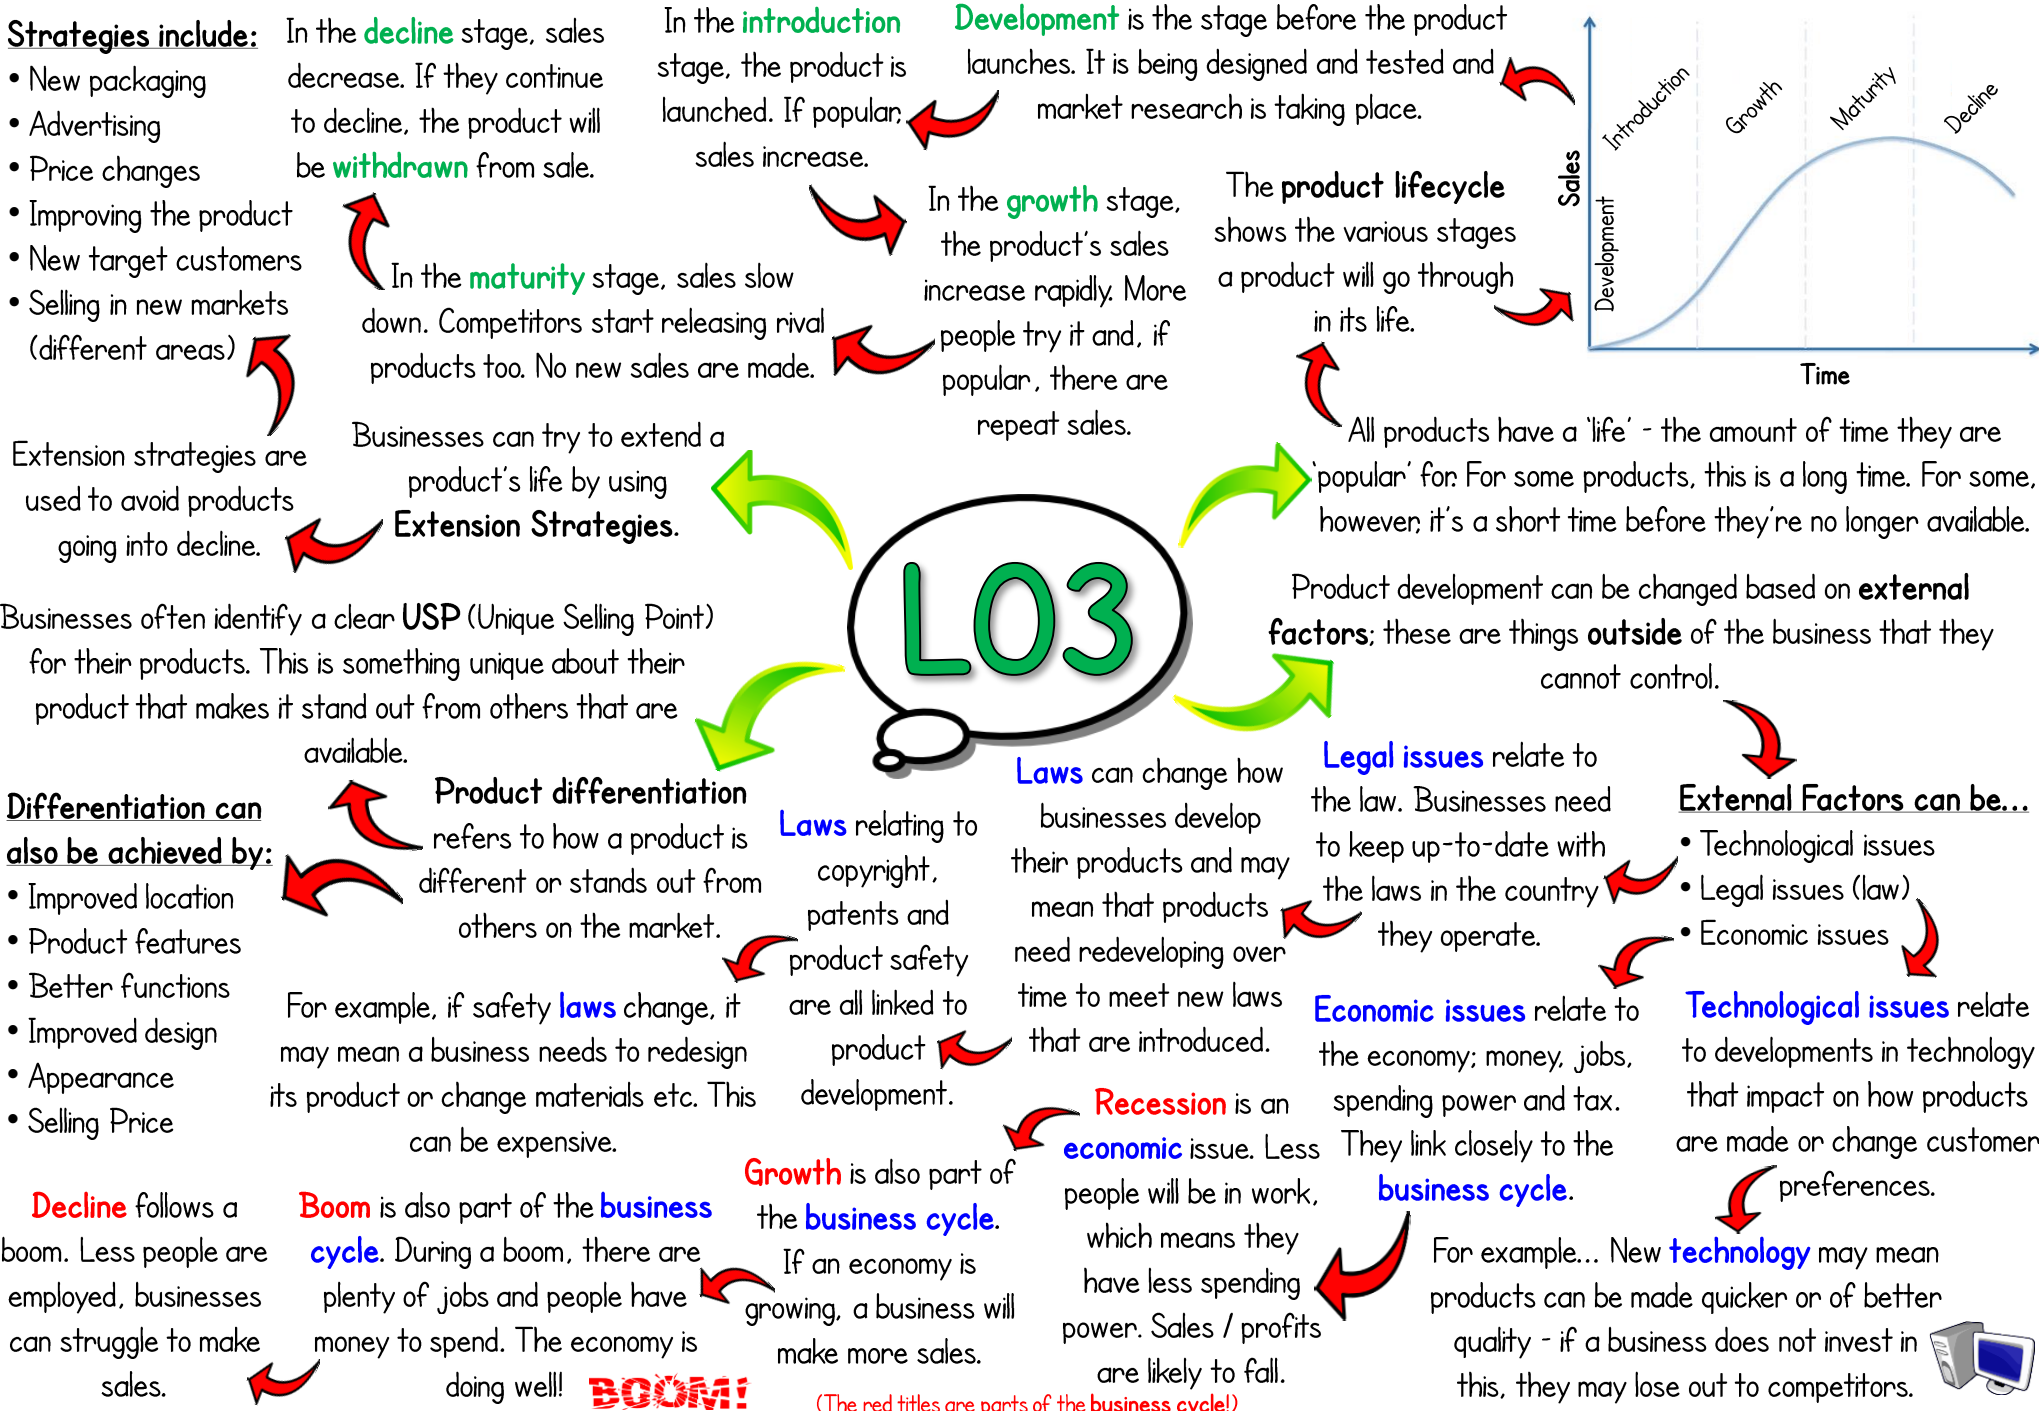 Strategies include:
• New packaging
• Advertising
• Price changes
• Improving the product
• New target customers
• Selling in new markets
(different areas)
In the decline stage, sales
decrease. If they continue
to decline, the product will
be withdrawn from sale.
In the introduction
stage, the product is
launched. If popular,
sales increase.
Development is the stage before the product
launches. It is being designed and tested and
market research is taking place.
Sales
Development
Introduction
Growth
Maturity
Decline
Time
In the maturity stage, sales slow
down. Competitors start releasing rival
products too. No new sales are made.
In the growth stage,
the product's sales
increase rapidly. More
people try it and, if
popular, there are
repeat sales.
The product lifecycle
shows the various stages
a product will go through
in its life.
Extension strategies are
used to avoid products
going into decline.
Businesses can try to extend a
product's life by using
Extension Strategies.
All products have a 'life' - the amount of time they are
'popular' for. For some products, this is a long time. For some,
however, it's a short time before they're no longer available.
LO3
Businesses often identify a clear USP (Unique Selling Point)
for their products. This is something unique about their
product that makes it stand out from others that are
available.
Product development can be changed based on external
factors; these are things outside of the business that they
cannot control.
Differentiation can
also be achieved by:
• Improved location
• Product features
• Better functions
• Improved design
• Appearance
• Selling Price
Product differentiation
refers to how a product is
different or stands out from
others on the market.
Laws relating to
copyright,
patents and
product safety
are all linked to
product
development.
Laws can change how
businesses develop
their products and may
mean that products
need redeveloping over
time to meet new laws
that are introduced.
Legal issues relate to
the law. Businesses need
to keep up-to-date with
the laws in the country
they operate.
External Factors can be...
• Technological issues
• Legal issues (law)
• Economic issues
For example, if safety laws change, it
may mean a business needs to redesign
its product or change materials etc. This
can be expensive.
Economic issues relate to
the economy; money, jobs,
spending power and tax.
They link closely to the
business cycle.
Technological issues relate
to developments in technology
that impact on how products
are made or change customer
preferences.
Decline follows a
boom. Less people are
employed, businesses
can struggle to make
sales.
Boom is also part of the business
cycle. During a boom, there are
plenty of jobs and people have
money to spend. The economy is
doing well!
BOOM!
Growth is also part of
the business cycle.
If an economy is
growing, a business will
make more sales.
Recession is an
economic issue. Less
people will be in work,
which means they
have less spending
power. Sales / profits
are likely to fall.
For example... New technology may mean
products can be made quicker or of better
quality - if a business does not invest in
this, they may lose out to competitors.
(The red titles are parts of the business cycle!)